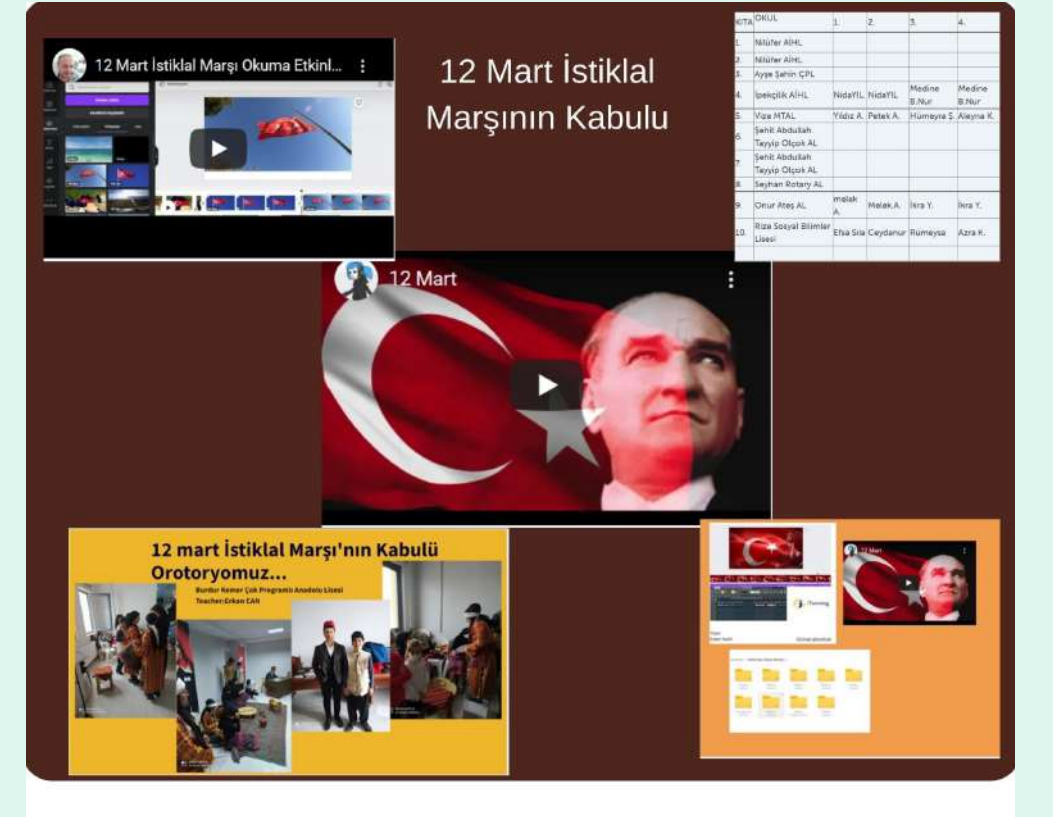 12 Mart İstiklal Marşı Okuma Etkinl...
12 Mart İstiklal
Marşının Kabulu
KITA OKUL 1. 2. 3. 4.
1. Nilüfer AİHL
2. Nilüfer AİHL
3. Ayşe Şahin ÇPL
4. İpekçilik AİHL NidaYIL NidaYIL Medine B.Nur Medine B.Nur
5. Vize MTAL Yıldız A. Petek A. Hümeyra Ş. Aleyna K.
6. Şehit Abdullah
Tayyip Olçok AL
7. Şehit Abdullah
Tayyip Olçok AL
8. Seyhan Rotary AL
9. Onur Ateş AL melek A. Melek.A. İkra Y. İkra Y.
10. Rize Sosyal Bilimler Lisesi Efsa Sıla Ceydanur Rümeysa Azra K.
12 Mart
12 mart İstiklal Marşı'nın Kabulü
Orotoryomuz...
Burdur Kemer Çok Programlı Anadolu Lisesi
Teacher:Erkan CAN
12 Mart